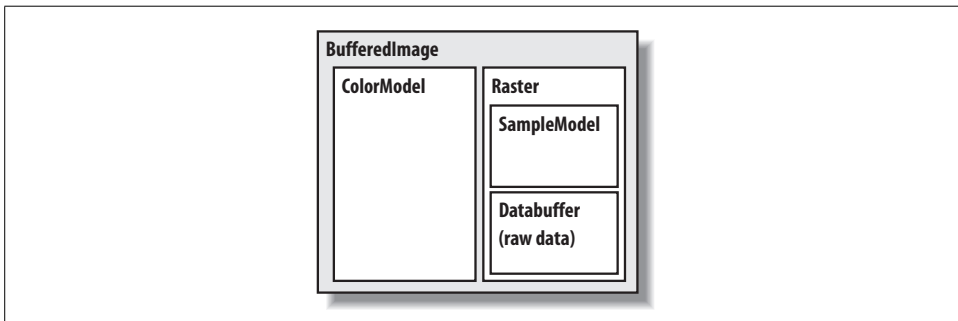 BufferedImage
ColorModel
Raster
SampleModel
Databuffer
(raw data)